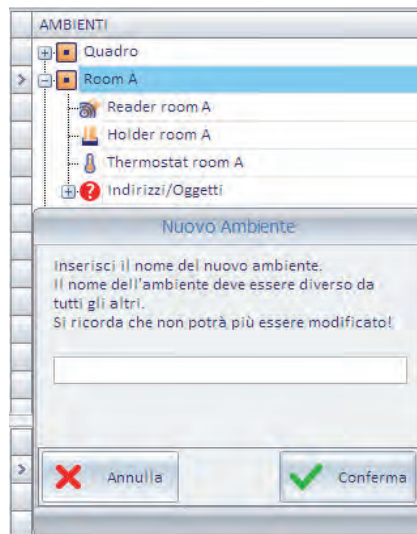 AMBIENTI
Quadro
Room A
Reader room A
Holder room A
Thermostat room A
Indirizzi/Oggetti
Nuovo Ambiente
Inserisci il nome del nuovo ambiente.
Il nome dell'ambiente deve essere diverso da
tutti gli altri.
Si ricorda che non potrà più essere modificato!
Annulla
Conferma